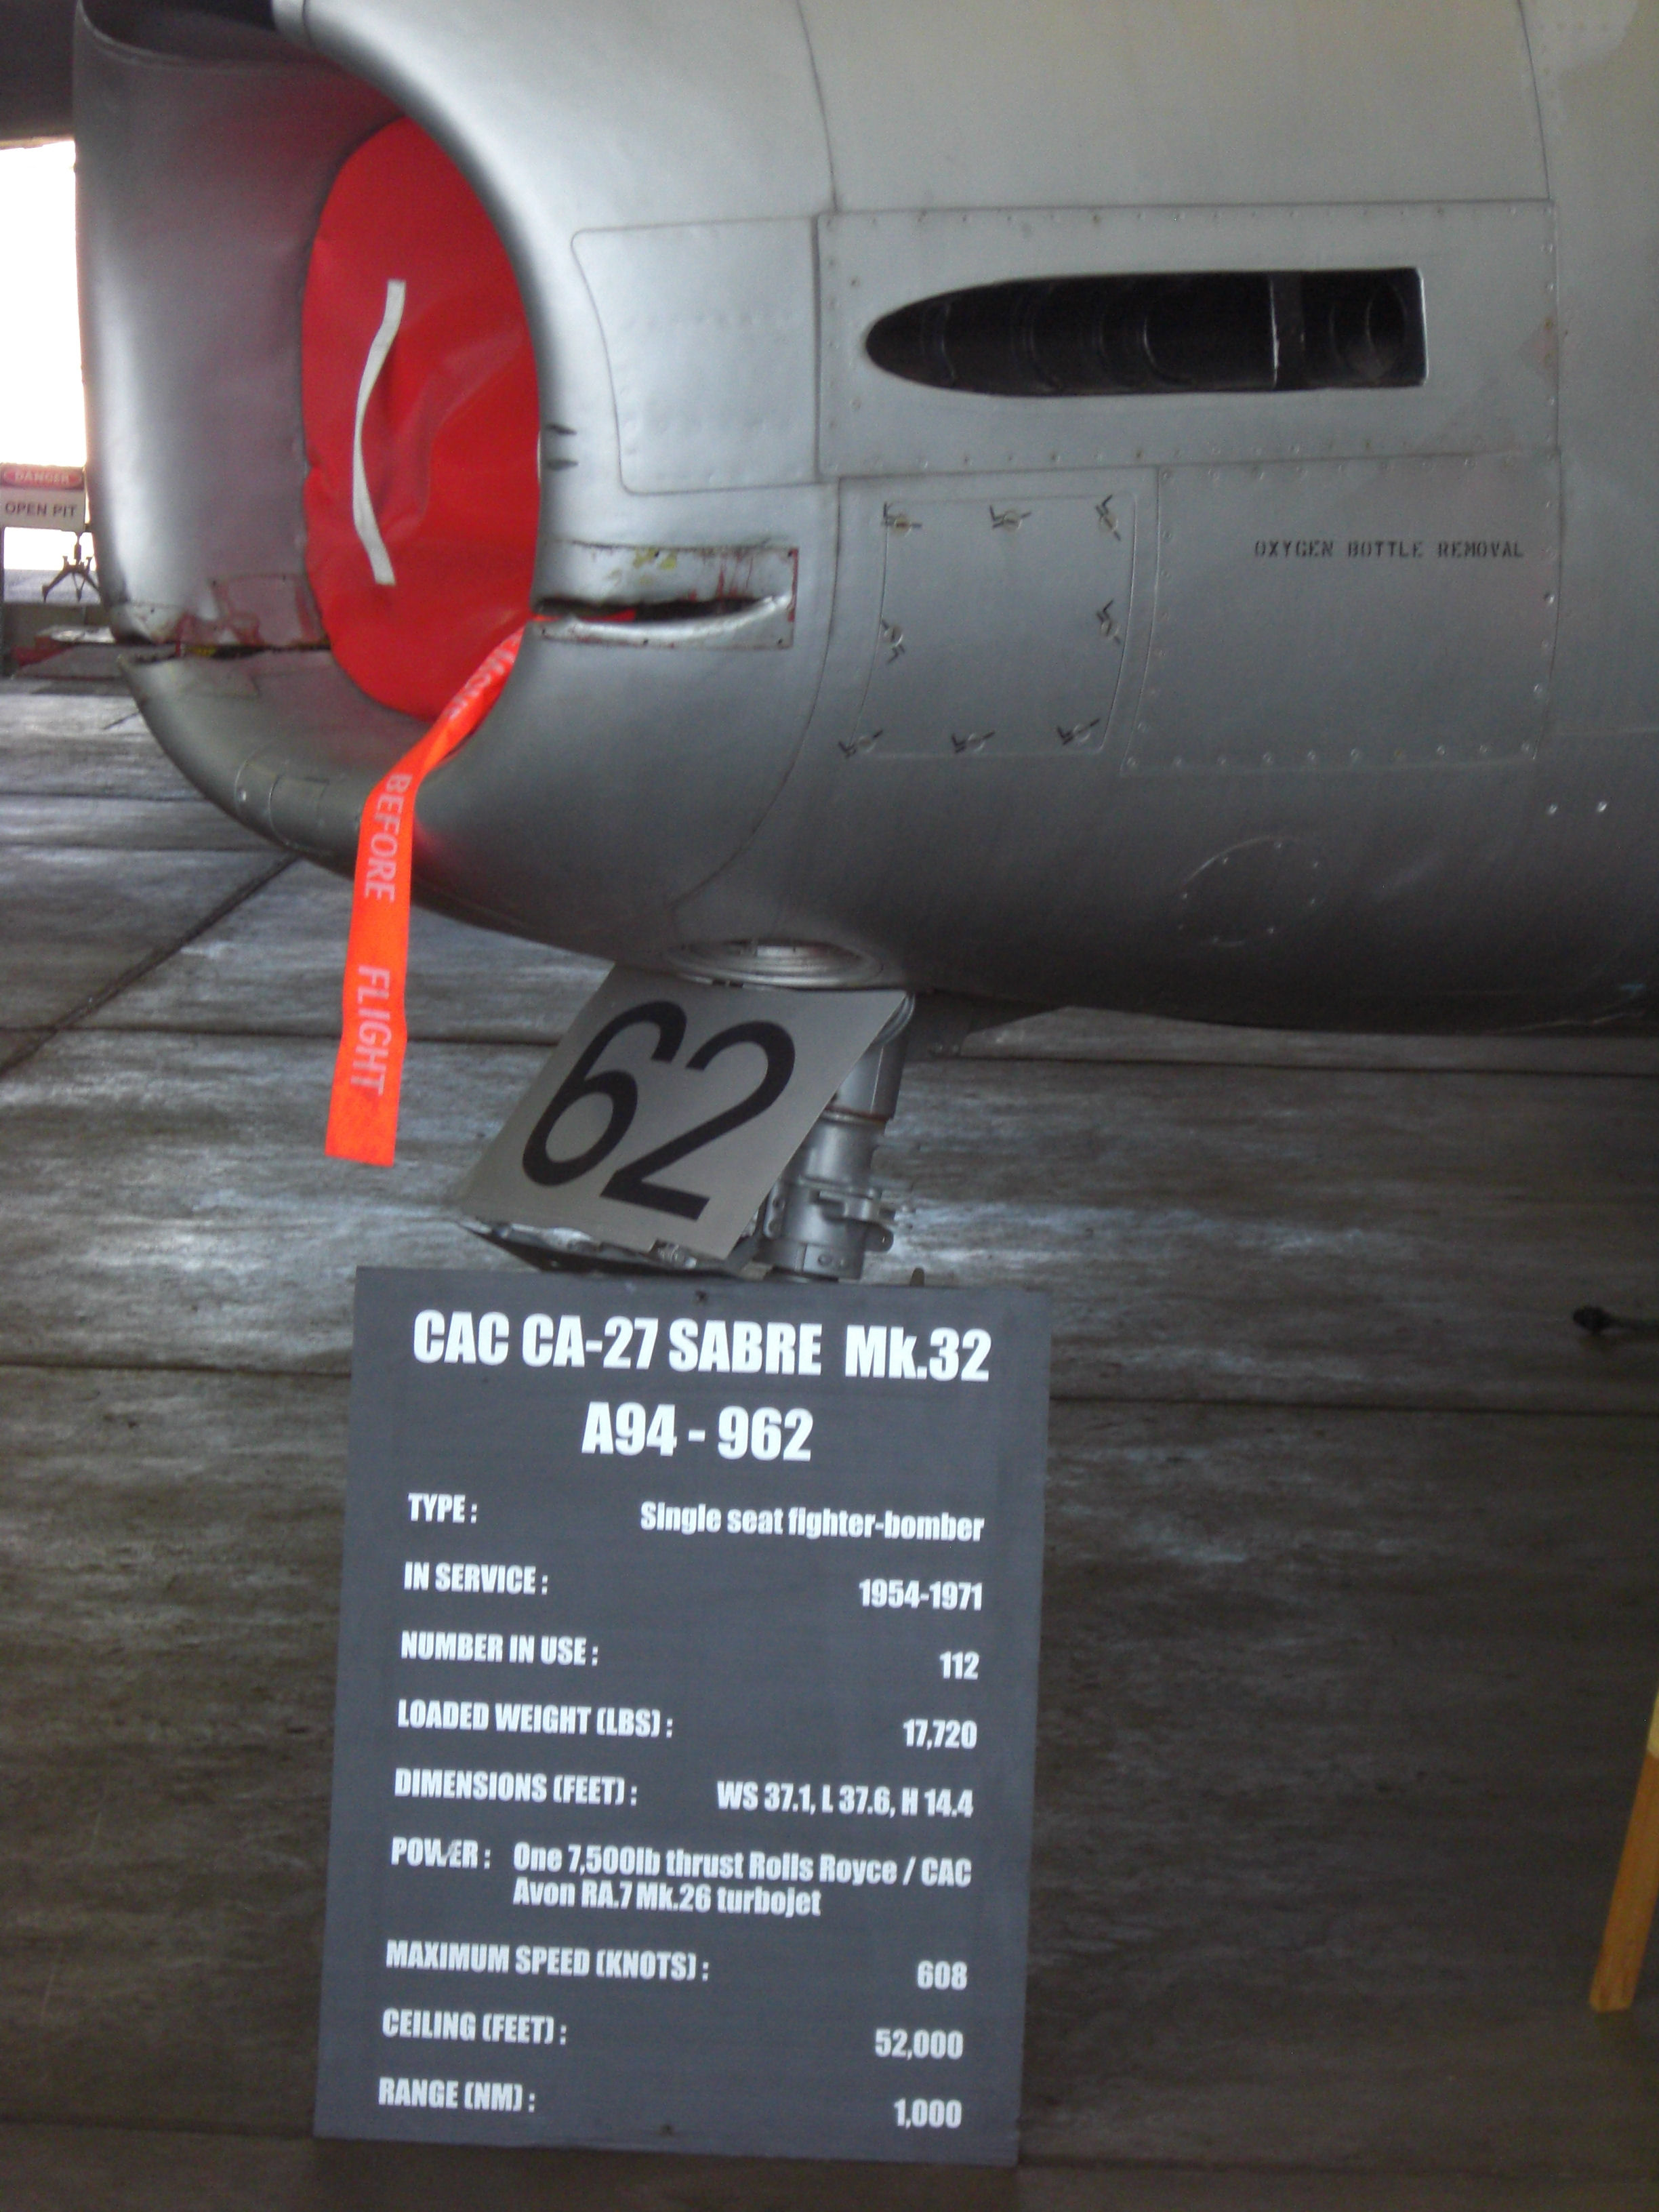 DANGER
OPEN PIT
OXYGEN BOTTLE REMOVAL
BEFORE FLIGHT
62
CAC CA-27 SABRE Mk.32
A94 - 962
TYPE : Single seat fighter-bomber
IN SERVICE : 1954-1971
NUMBER IN USE : 112
LOADED WEIGHT (LBS) : 17,720
DIMENSIONS (FEET) : WS 37.1, L 37.6, H 14.4
POWER : One 7,500lb thrust Rolls Royce / CAC
Avon RA.7 Mk.26 turbojet
MAXIMUM SPEED (KNOTS) : 608
CEILING (FEET) : 52,000
RANGE (NM) : 1,000